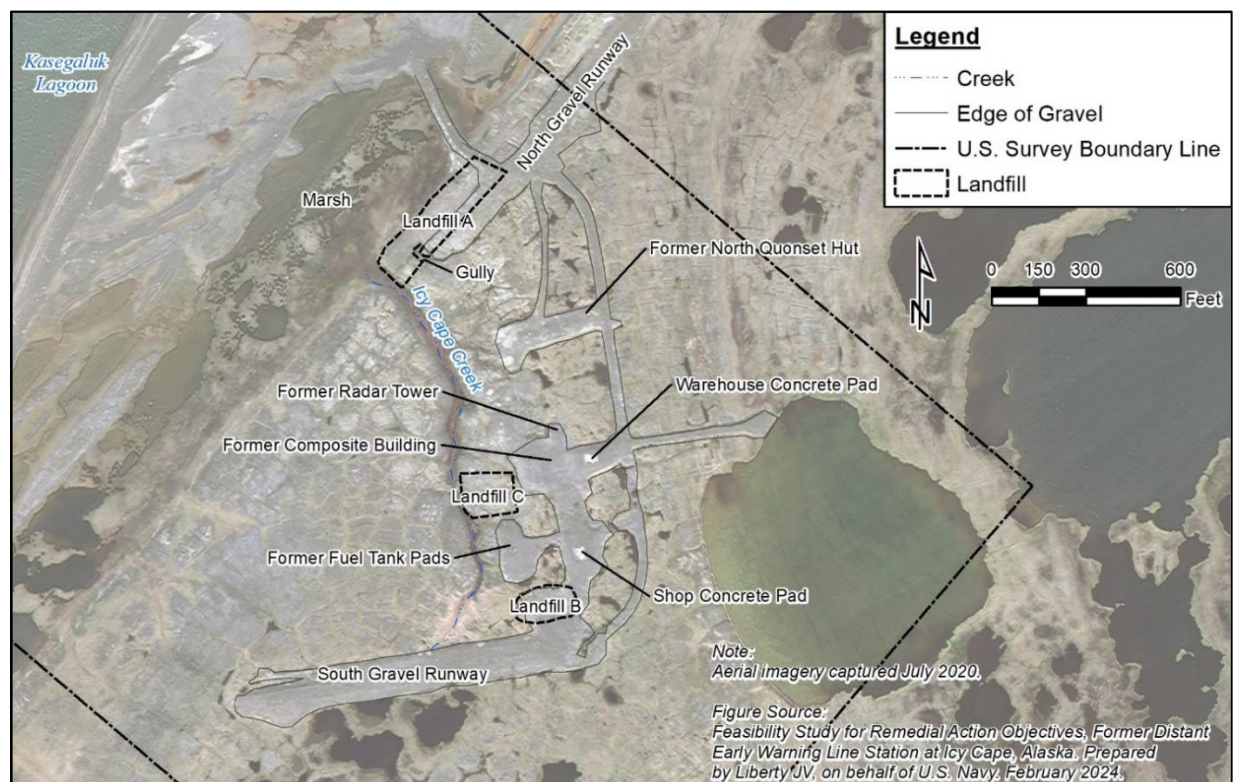 Kasegaluk
Lagoon
North Gravel Runway
Marsh
Landfill A
Gully
Icy Cape Creek
Former North Quonset Hut
Former Radar Tower
Warehouse Concrete Pad
Former Composite Building
Landfill C
Former Fuel Tank Pads
Landfill B
Shop Concrete Pad
South Gravel Runway
Legend
Creek
Edge of Gravel
U.S. Survey Boundary Line
Landfill
N
0 150 300 600
Feet
Note:
Aerial imagery captured July 2020.
Figure Source:
Feasibility Study for Remedial Action Objectives, Former Distant
Early Warning Line Station at Icy Cape, Alaska. Prepared
by Liberty JV, on behalf of U.S. Navy. February 2024.